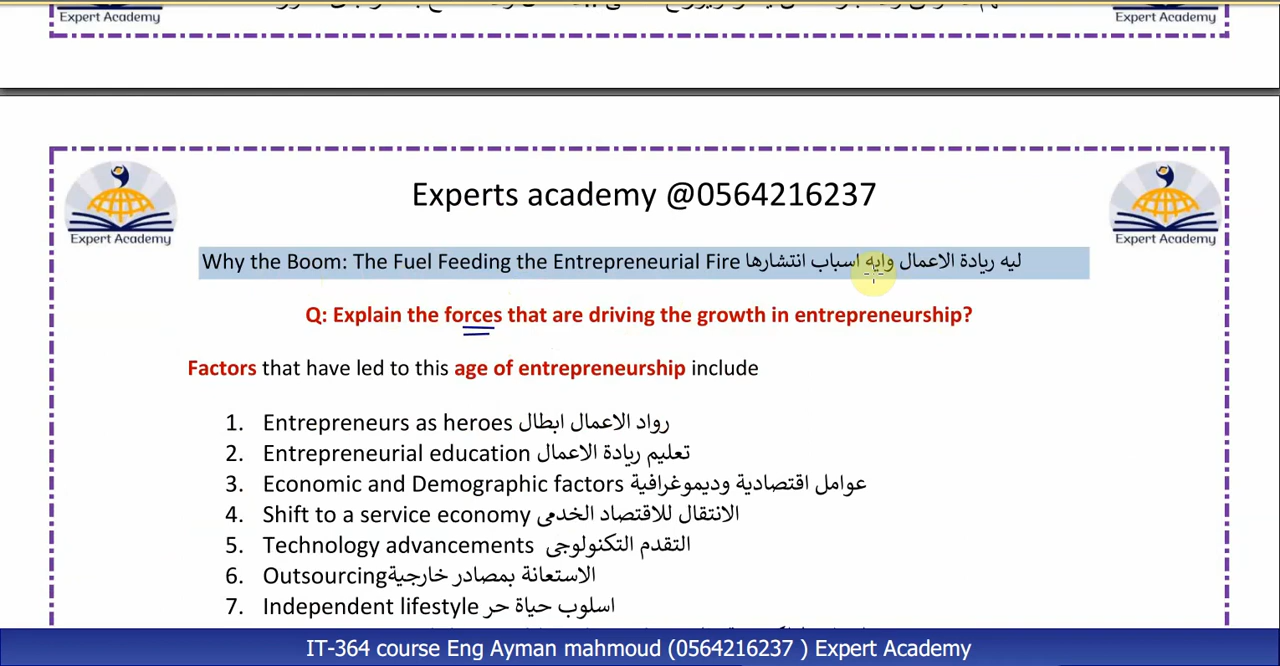 Expert Academy
Expert Academy
Experts academy @0564216237
Expert Academy
Expert Academy
Why the Boom: The Fuel Feeding the Entrepreneurial Fire ليه ريادة الاعمال وايه اسباب انتشارها
Q: Explain the forces that are driving the growth in entrepreneurship?
Factors that have led to this age of entrepreneurship include
1. Entrepreneurs as heroes رواد الاعمال ابطال
2. Entrepreneurial education تعليم ريادة الاعمال
3. Economic and Demographic factors عوامل اقتصادية وديموغرافية
4. Shift to a service economy الانتقال للاقتصاد الخدمى
5. Technology advancements التقدم التكنولوجى
6. Outsourcingالاستعانة بمصادر خارجية
7. Independent lifestyle اسلوب حياة حر
IT-364 course Eng Ayman mahmoud (0564216237 ) Expert Academy